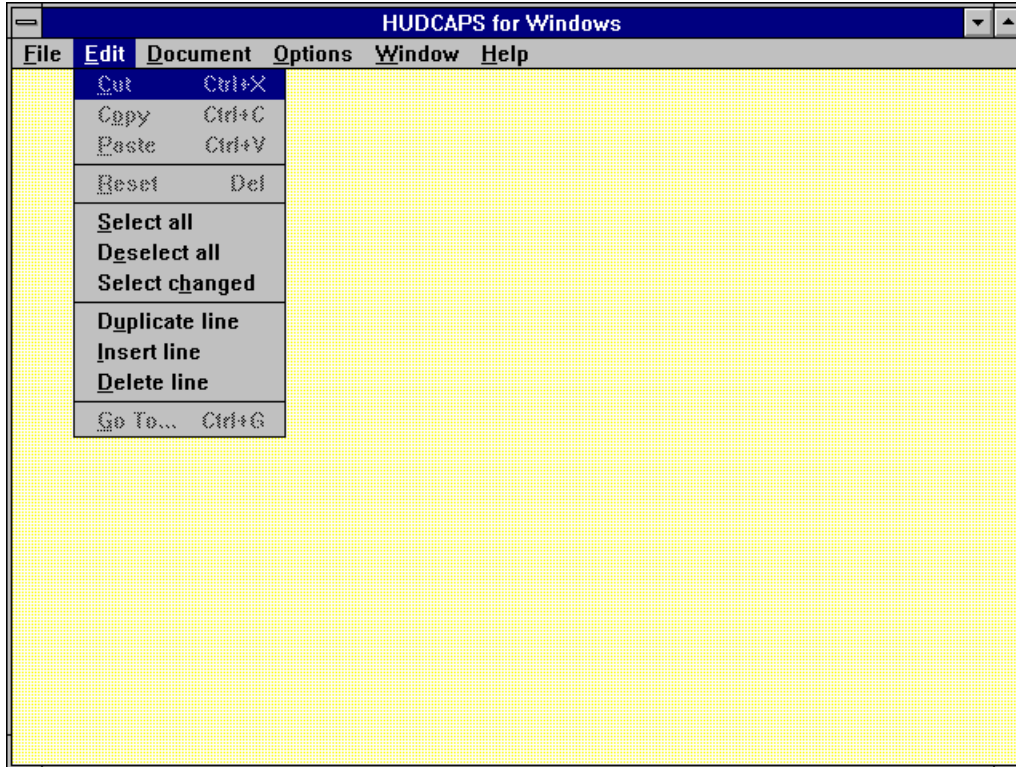 HUDCAPS for Windows
File Edit Document Options Window Help
Cut Ctrl+X
Copy Ctrl+C
Paste Ctrl+V
Reset Del
Select all
Deselect all
Select changed
Duplicate line
Insert line
Delete line
Go To... Ctrl+G